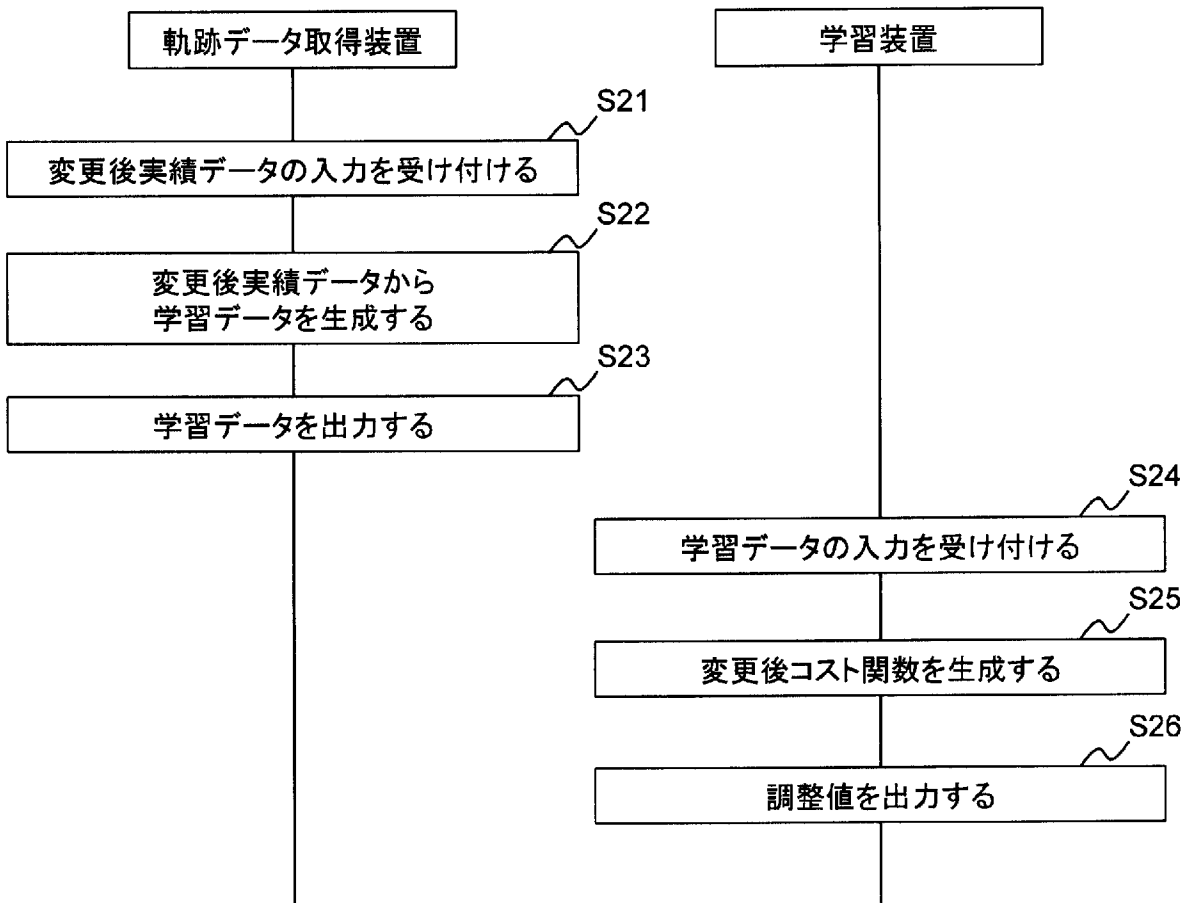 軌跡データ取得装置
学習装置
S21
変更後実績データの入力を受け付ける
S22
変更後実績データから
学習データを生成する
S23
学習データを出力する
S24
学習データの入力を受け付ける
S25
変更後コスト関数を生成する
S26
調整値を出力する